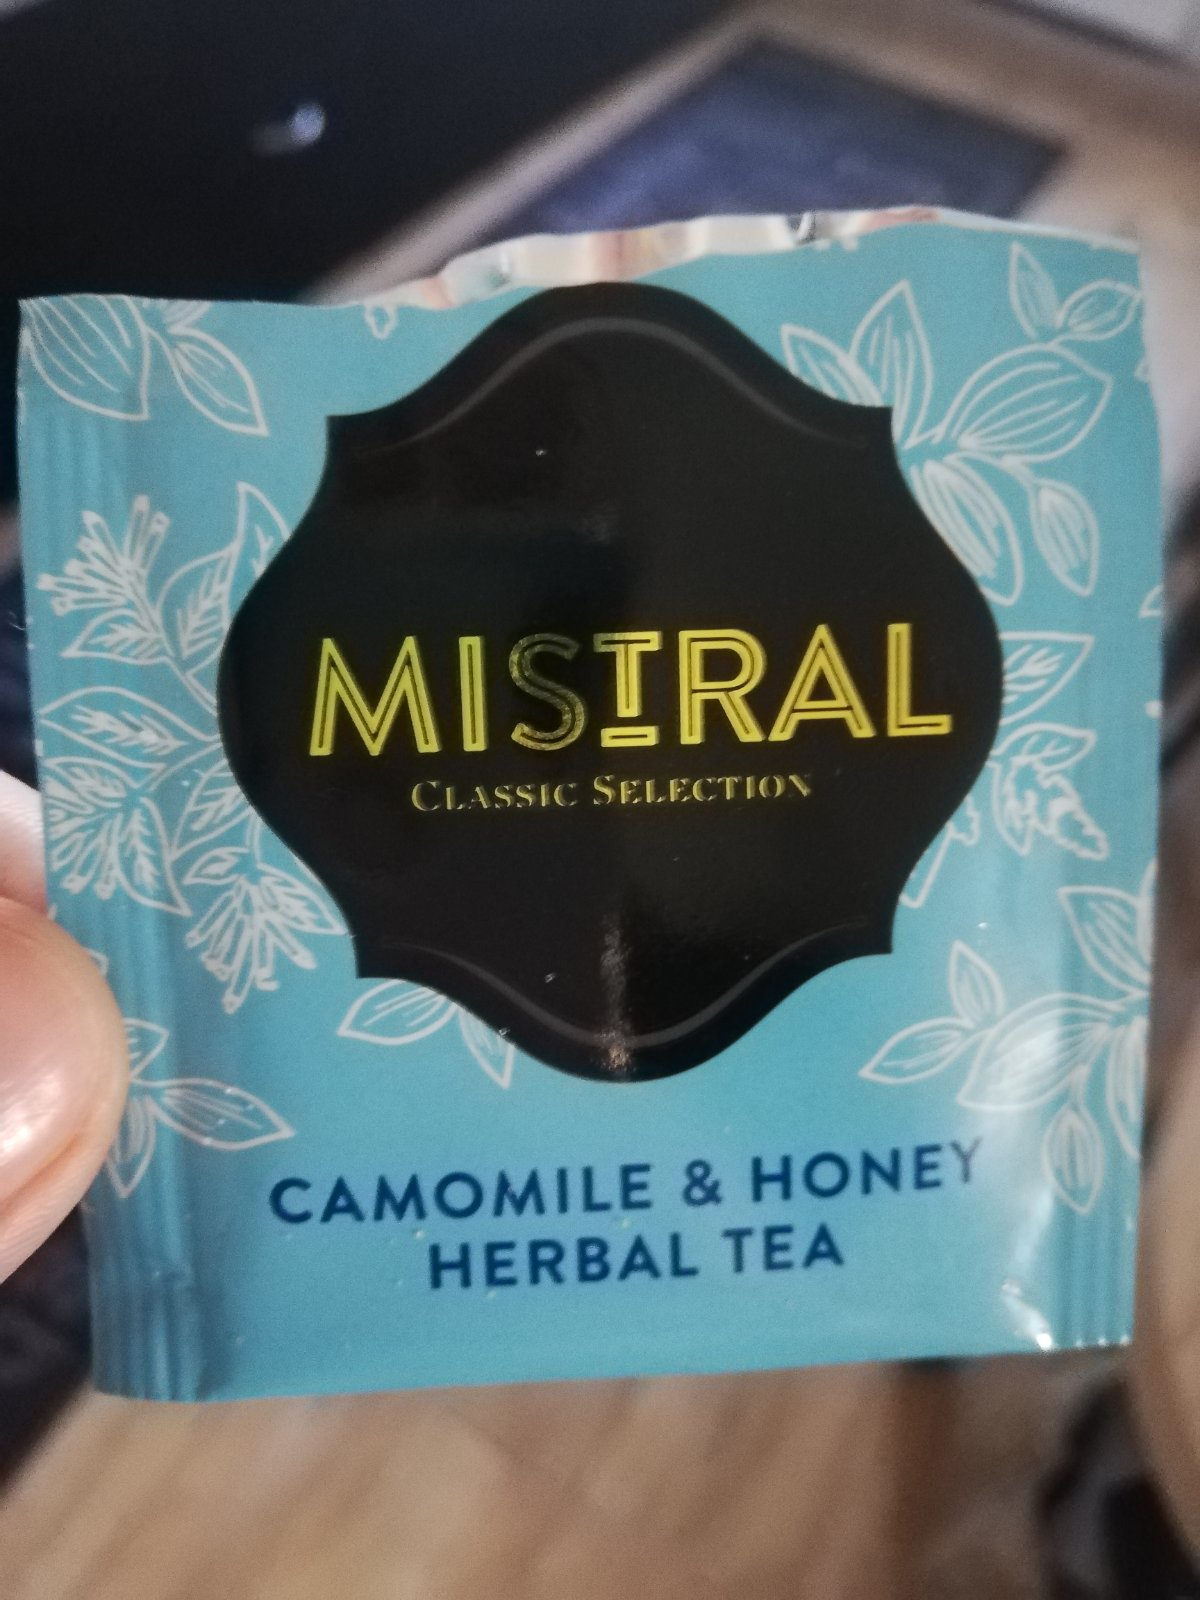 MISTRAL
CLASSIC SELECTION
CAMOMILE & HONEY
HERBAL TEA